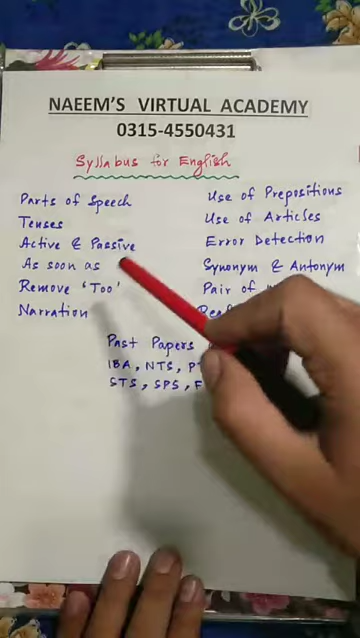 NAEEM'S VIRTUAL ACADEMY
0315-4550431
Syllabus for English
Parts of Speech
Tenses
Active & Passive
As soon as
Remove 'Too'
Narration
Use of Prepositions
Use of Articles
Error Detection
Synonym & Antonym
Pair of
Past Papers
IBA, NTS,
STS, SPS,